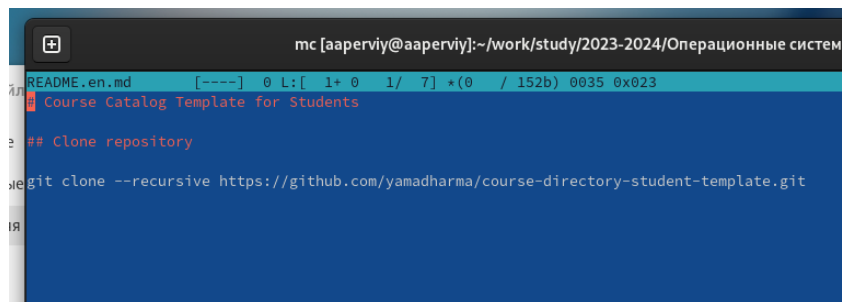 mc [aaperviy@aaperviy]:~/work/study/2023-2024/Операционные систем
README.en.md [----] 0 L:[ 1+ 0 1/ 7] *(0 / 152b) 0035 0x023
# Course Catalog Template for Students
## Clone repository
git clone --recursive https://github.com/yamadharma/course-directory-student-template.git